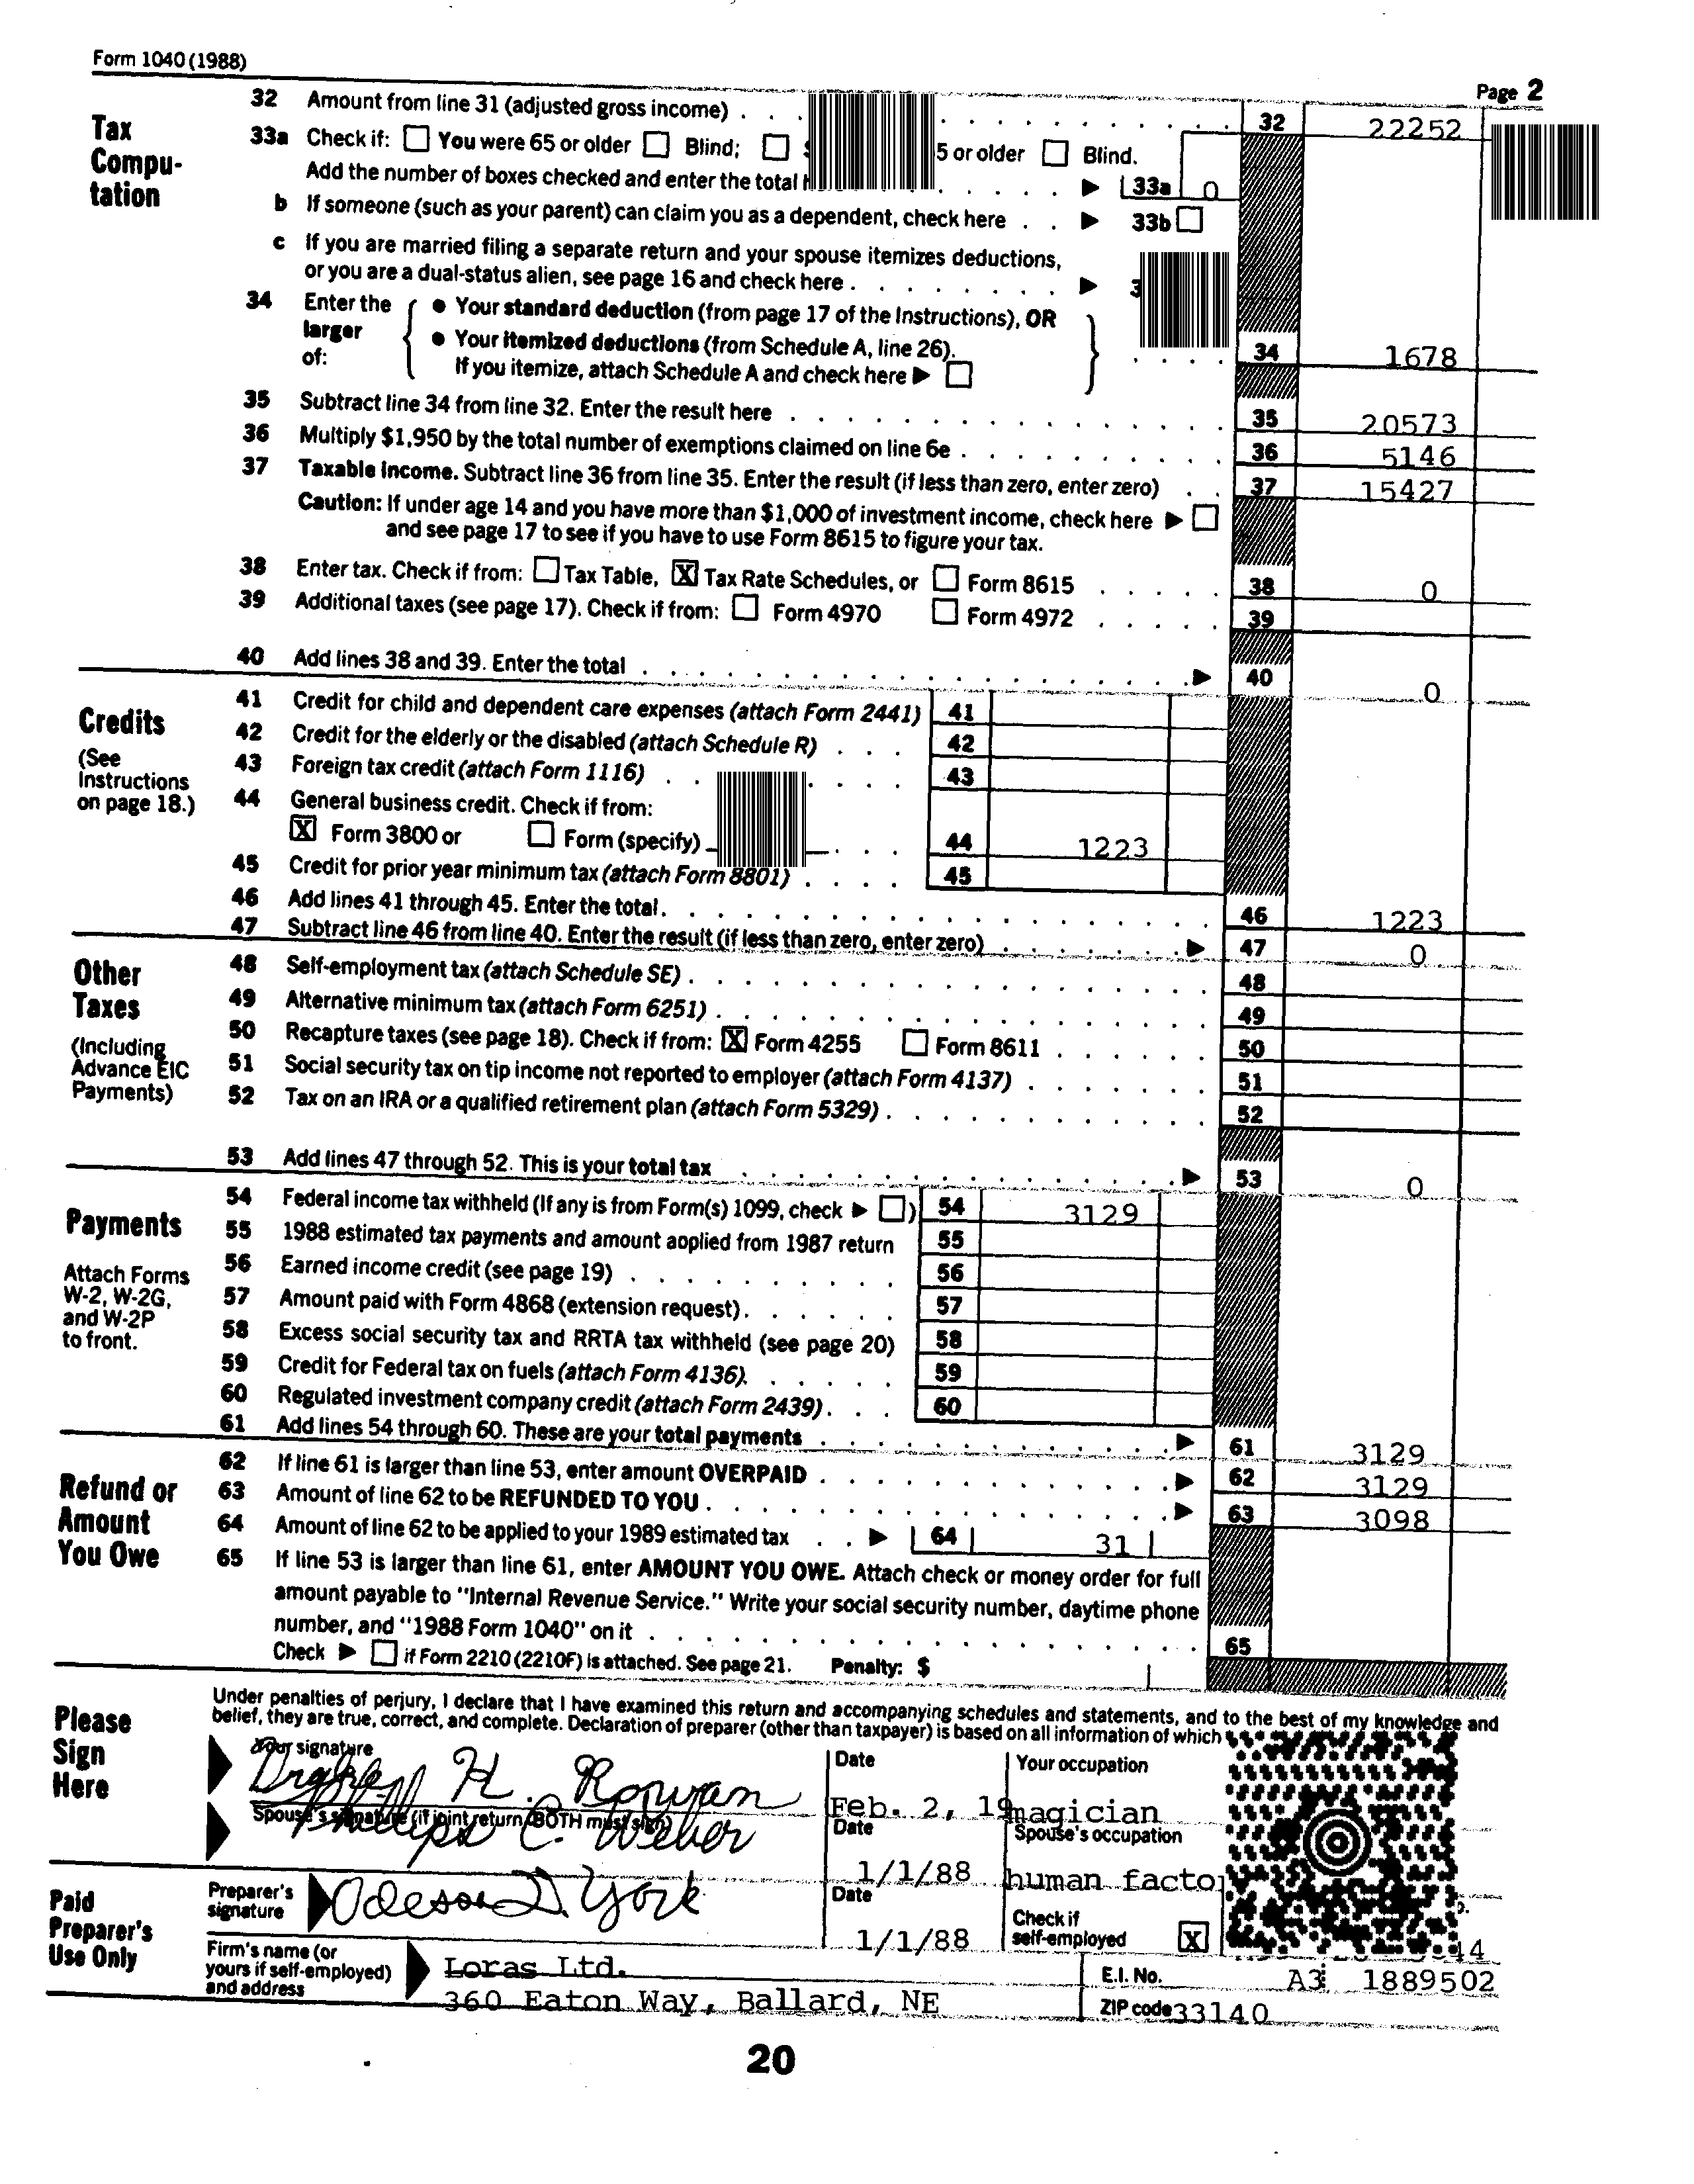 Form 1040 (1988)
Page 2
Tax Compu-tation
32 Amount from line 31 (adjusted gross income) . . . 32 22252
33a Check if: You were 65 or older Blind; 5 or older Blind.
Add the number of boxes checked and enter the total 33a 0
b If someone (such as your parent) can claim you as a dependent, check here . . 33b
c If you are married filing a separate return and your spouse itemizes deductions,
or you are a dual-status alien, see page 16 and check here .
34 Enter the larger of: • Your standard deduction (from page 17 of the Instructions), OR
• Your itemized deductions (from Schedule A, line 26).
If you itemize, attach Schedule A and check here 34 1678
35 Subtract line 34 from line 32. Enter the result here 35 20573
36 Multiply $1,950 by the total number of exemptions claimed on line 6e . 36 5146
37 Taxable income. Subtract line 36 from line 35. Enter the result (if less than zero, enter zero) 37 15427
Caution: If under age 14 and you have more than $1,000 of investment income, check here
and see page 17 to see if you have to use Form 8615 to figure your tax.
38 Enter tax. Check if from: Tax Table, X Tax Rate Schedules, or Form 8615 38 0
39 Additional taxes (see page 17). Check if from: Form 4970 Form 4972 39
40 Add lines 38 and 39. Enter the total 40 0
Credits
(See Instructions on page 18.)
41 Credit for child and dependent care expenses (attach Form 2441) 41
42 Credit for the elderly or the disabled (attach Schedule R) 42
43 Foreign tax credit (attach Form 1116) 43
44 General business credit. Check if from:
X Form 3800 or Form (specify) 44 1223
45 Credit for prior year minimum tax (attach Form 8801) 45
46 Add lines 41 through 45. Enter the total. 46 1223
47 Subtract line 46 from line 40. Enter the result (if less than zero, enter zero) 47 0
Other Taxes
(Including Advance EIC Payments)
48 Self-employment tax (attach Schedule SE) . 48
49 Alternative minimum tax (attach Form 6251) . 49
50 Recapture taxes (see page 18). Check if from: X Form 4255 Form 8611 50
51 Social security tax on tip income not reported to employer (attach Form 4137) 51
52 Tax on an IRA or a qualified retirement plan (attach Form 5329) . 52
53 Add lines 47 through 52. This is your total tax 53 0
Payments
Attach Forms W-2, W-2G, and W-2P to front.
54 Federal income tax withheld (If any is from Form(s) 1099, check ) 54 3129
55 1988 estimated tax payments and amount applied from 1987 return 55
56 Earned income credit (see page 19) 56
57 Amount paid with Form 4868 (extension request) . 57
58 Excess social security tax and RRTA tax withheld (see page 20) 58
59 Credit for Federal tax on fuels (attach Form 4136). 59
60 Regulated investment company credit (attach Form 2439) . 60
61 Add lines 54 through 60. These are your total payments 61 3129
Refund or Amount You Owe
62 If line 61 is larger than line 53, enter amount OVERPAID 62 3129
63 Amount of line 62 to be REFUNDED TO YOU . 63 3098
64 Amount of line 62 to be applied to your 1989 estimated tax 64 31
65 If line 53 is larger than line 61, enter AMOUNT YOU OWE. Attach check or money order for full
amount payable to "Internal Revenue Service." Write your social security number, daytime phone
number, and "1988 Form 1040" on it 65
Check if Form 2210 (2210F) is attached. See page 21. Penalty: $
Please Sign Here
Under penalties of perjury, I declare that I have examined this return and accompanying schedules and statements, and to the best of my knowledge and
belief, they are true, correct, and complete. Declaration of preparer (other than taxpayer) is based on all information of which
Your signature Date Your occupation
H. Rowan Feb. 2, 19 magician
Spouse's signature (if joint return, BOTH must sign) Date Spouse's occupation
C. Weber 1/1/88 human facto
Paid Preparer's Use Only
Preparer's signature Date Check if self-employed X
Odessa D. York 1/1/88 14
Firm's name (or yours if self-employed) and address
Loras Ltd. E.I. No. A3 1889502
360 Eaton Way, Ballard, NE ZIP code 33140
20